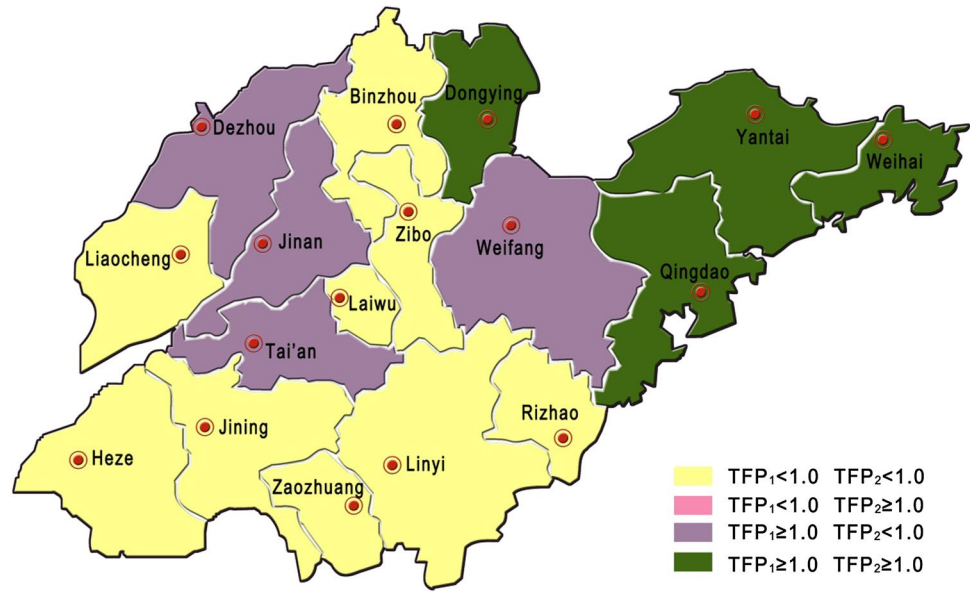 Binzhou
Dongying
Dezhou
Yantai
Weihai
Zibo
Jinan
Weifang
Liaocheng
Qingdao
Laiwu
Tai'an
Rizhao
Jining
Heze
Linyi
Zaozhuang
TFP₁<1.0 TFP₂<1.0
TFP₁<1.0 TFP₂≥1.0
TFP₁≥1.0 TFP₂<1.0
TFP₁≥1.0 TFP₂≥1.0